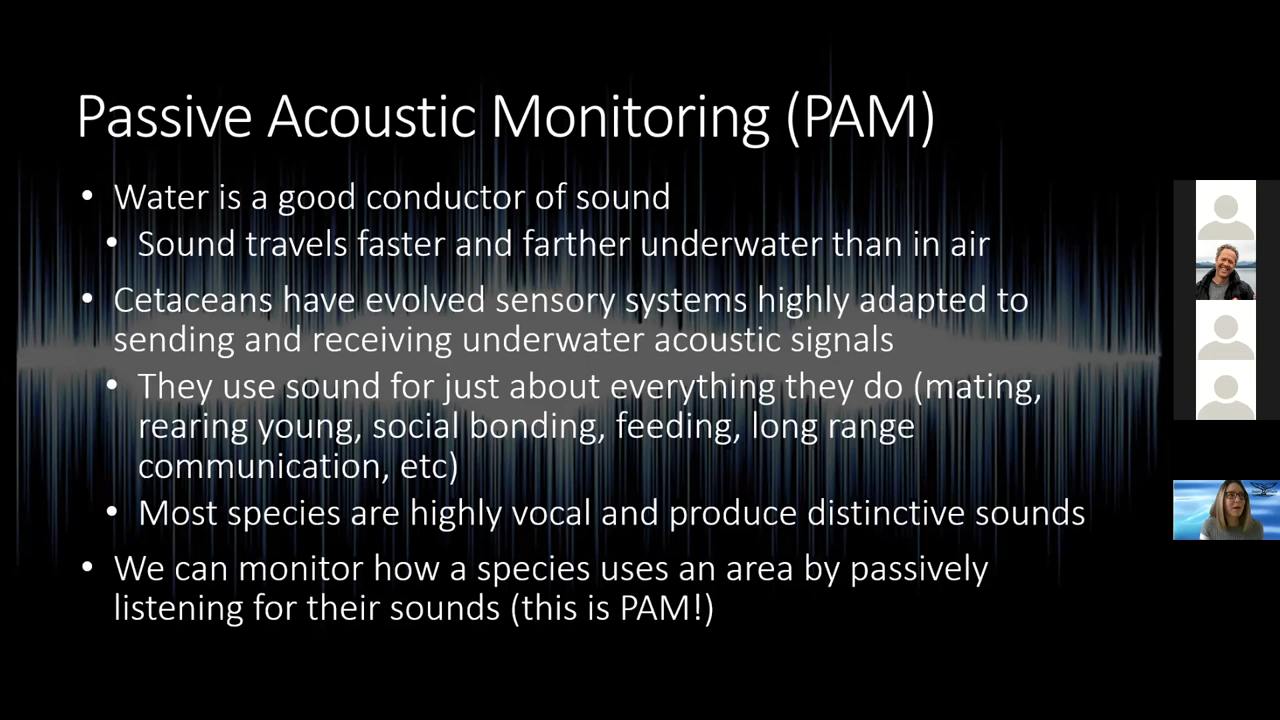 Passive Acoustic Monitoring (PAM)
• Water is a good conductor of sound
• Sound travels faster and farther underwater than in air
• Cetaceans have evolved sensory systems highly adapted to
sending and receiving underwater acoustic signals
• They use sound for just about everything they do (mating,
rearing young, social bonding, feeding, long range
communication, etc)
• Most species are highly vocal and produce distinctive sounds
• We can monitor how a species uses an area by passively
listening for their sounds (this is PAM!)